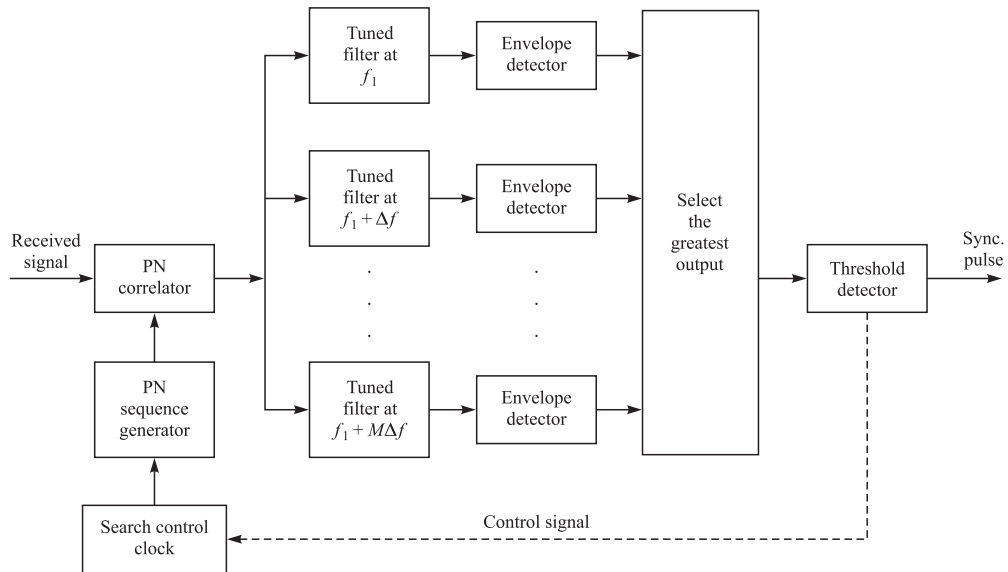 Tuned
filter at
f₁
Envelope
detector
Tuned
filter at
f₁ + Δf
Envelope
detector
Select
the
greatest
output
Received
signal
PN
correlator
Threshold
detector
Sync.
pulse
PN
sequence
generator
Tuned
filter at
f₁ + MΔf
Envelope
detector
Search control
clock
Control signal